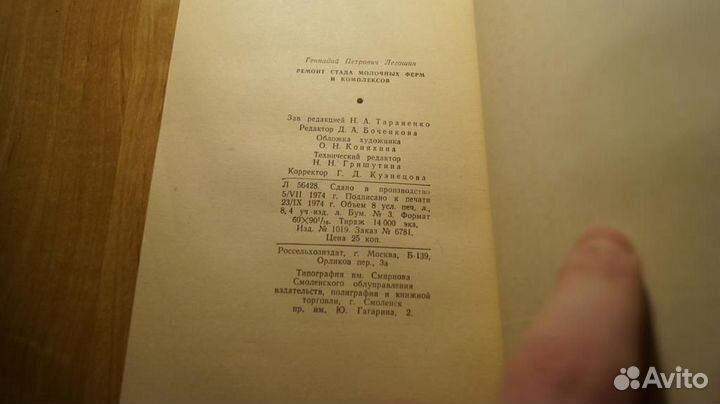 Геннадий Петрович Легошин
РЕМОНТ СТАДА МОЛОЧНЫХ ФЕРМ
И КОМПЛЕКСОВ
Зав. редакцией Н. А. Тарлиенко
Редактор Д. А. Боченкова
Обложка художника
О. Н. Коняхина
Технический редактор
Н. Н. Гришутина
Корректор Г. Д. Кузнецова
Л 56428. Сдано в производство
5/VII 1974 г. Подписано к печати
23/IX 1974 г. Объем 8 усл. печ. л.,
8,4 уч изд. л. Бум. № 3. Формат
60×90 1/16. Тираж 14 000 экз.
Изд. № 1019. Заказ № 6781.
Цена 25 коп.
Россельхозиздат, г. Москва, Б-139,
Орликов пер., 3а
Типография им. Смирнова
Смоленского облуправления
издательств, полиграфии и книжной
торговли, г. Смоленск
пр. им. Ю. Гагарина, 2.
Avito